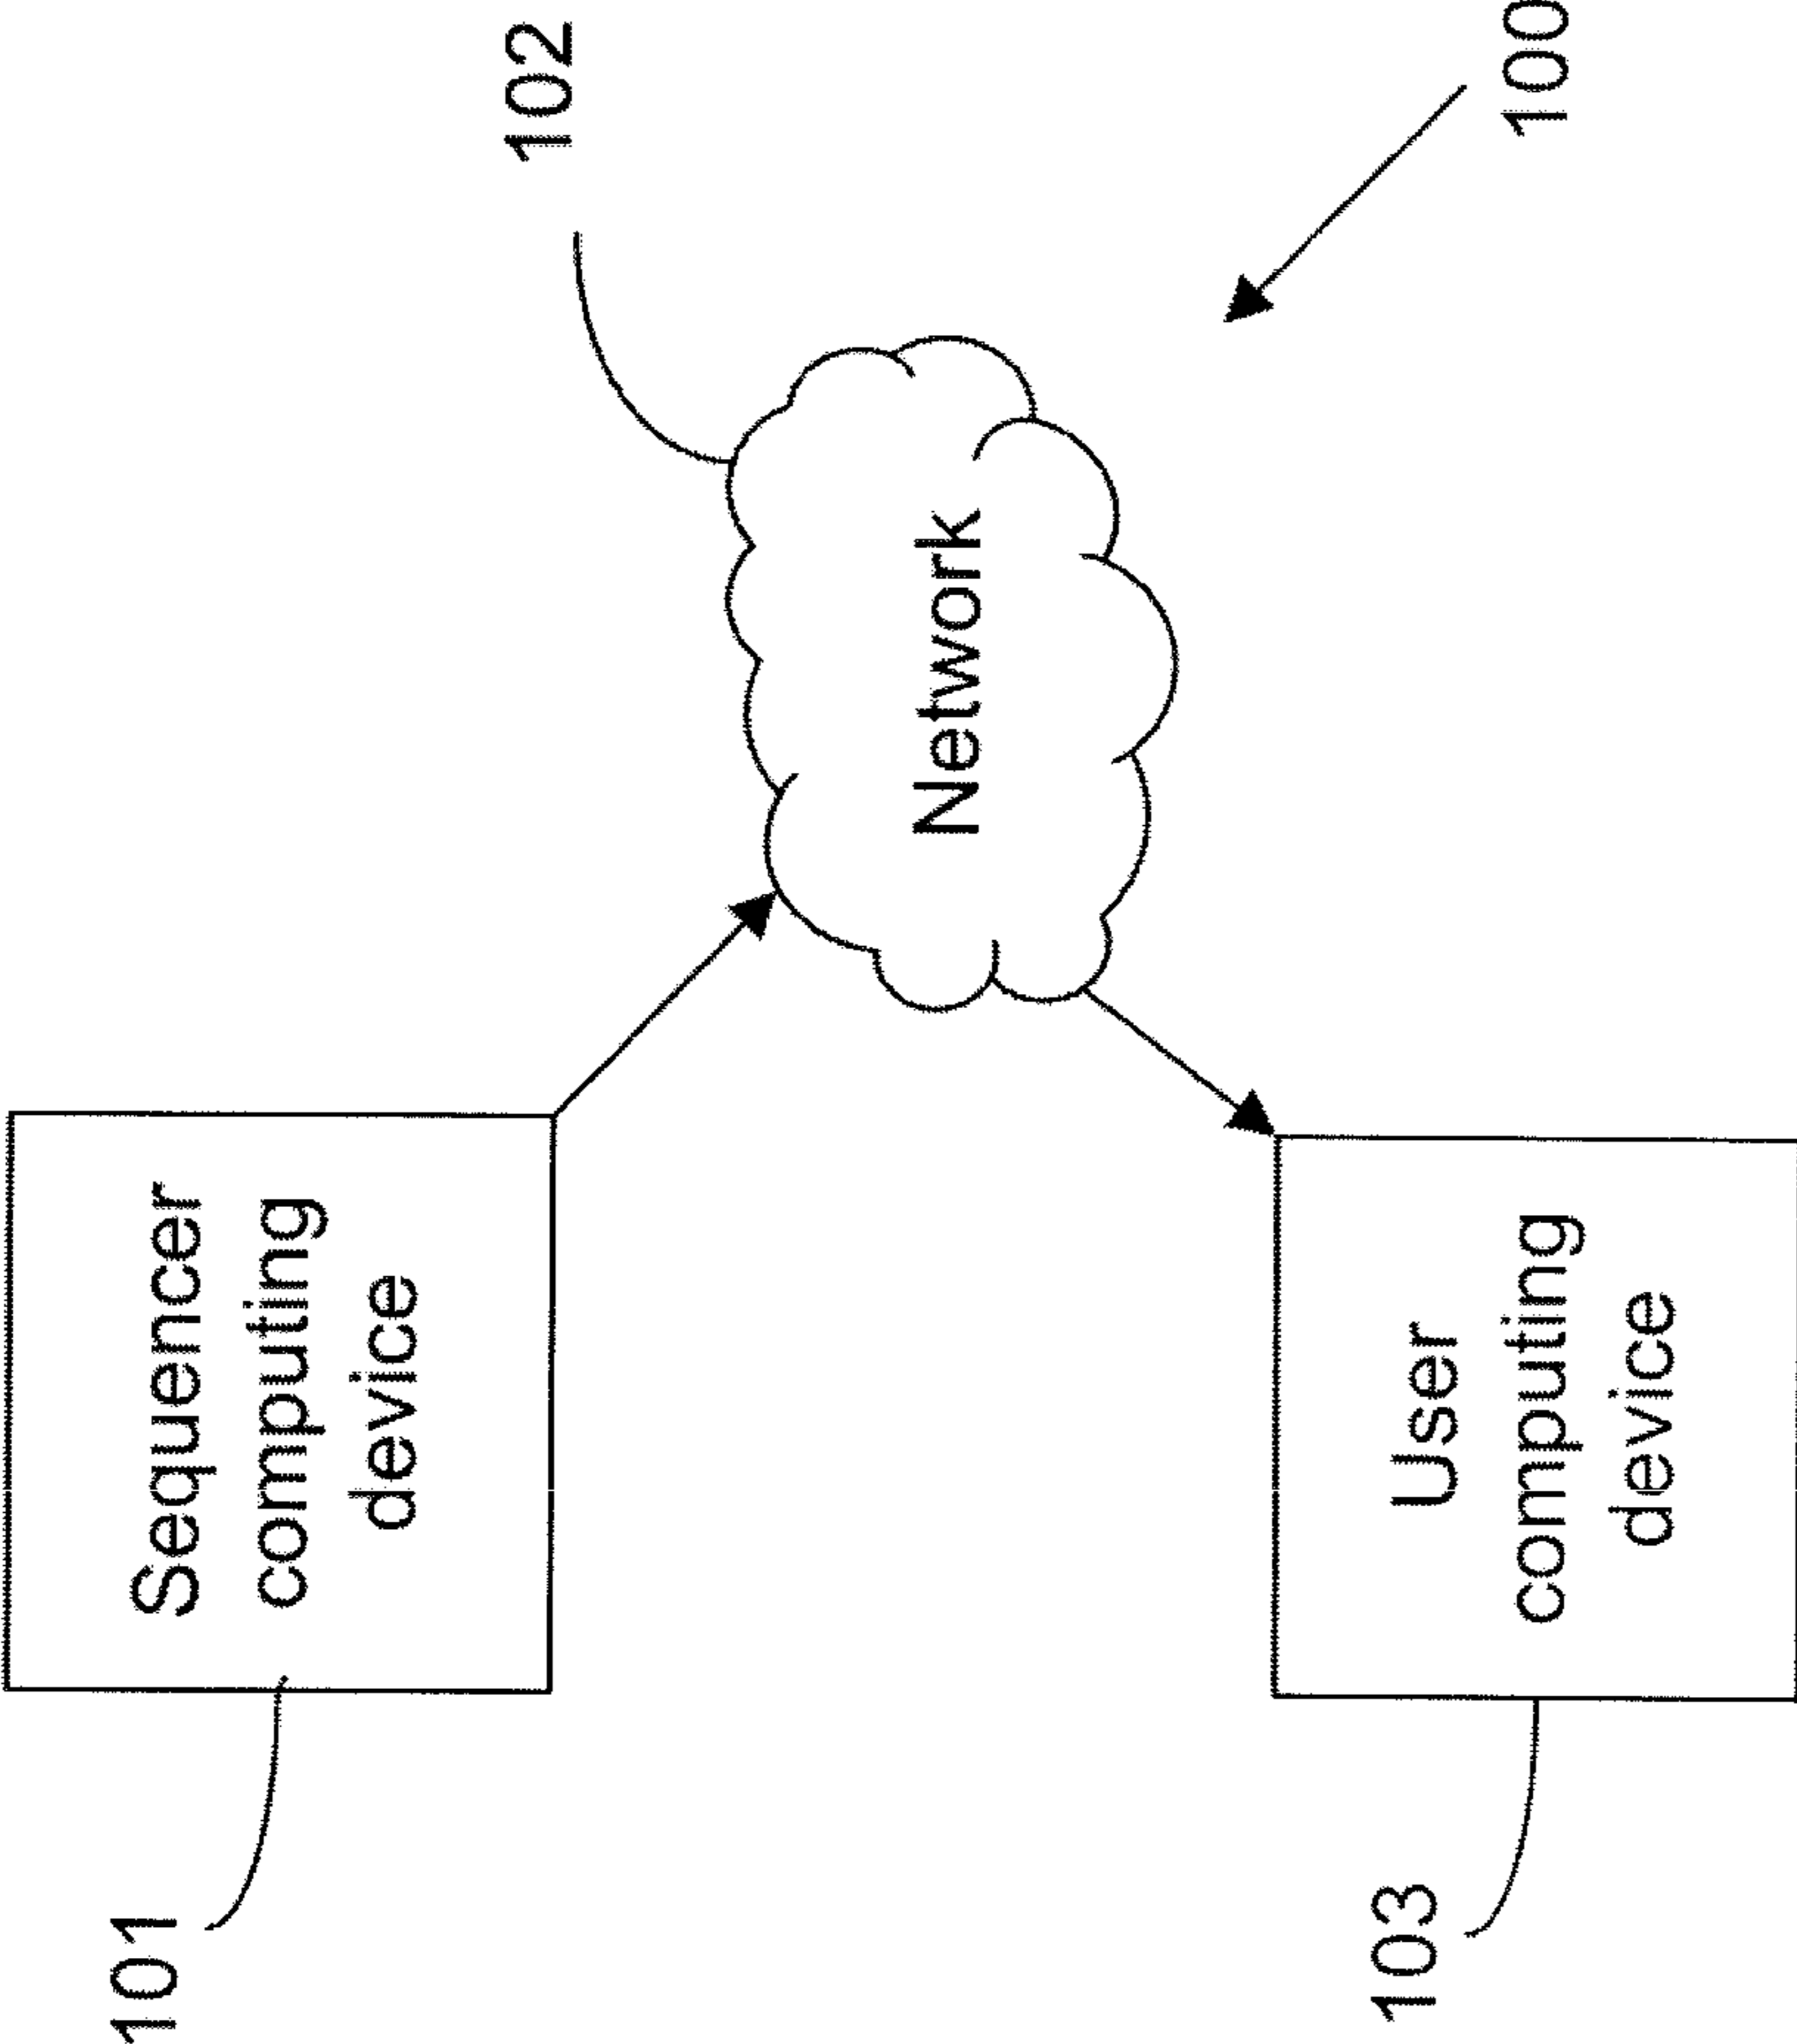 101
Sequencer
computing
device
102
Network
103
User
computing
device
100